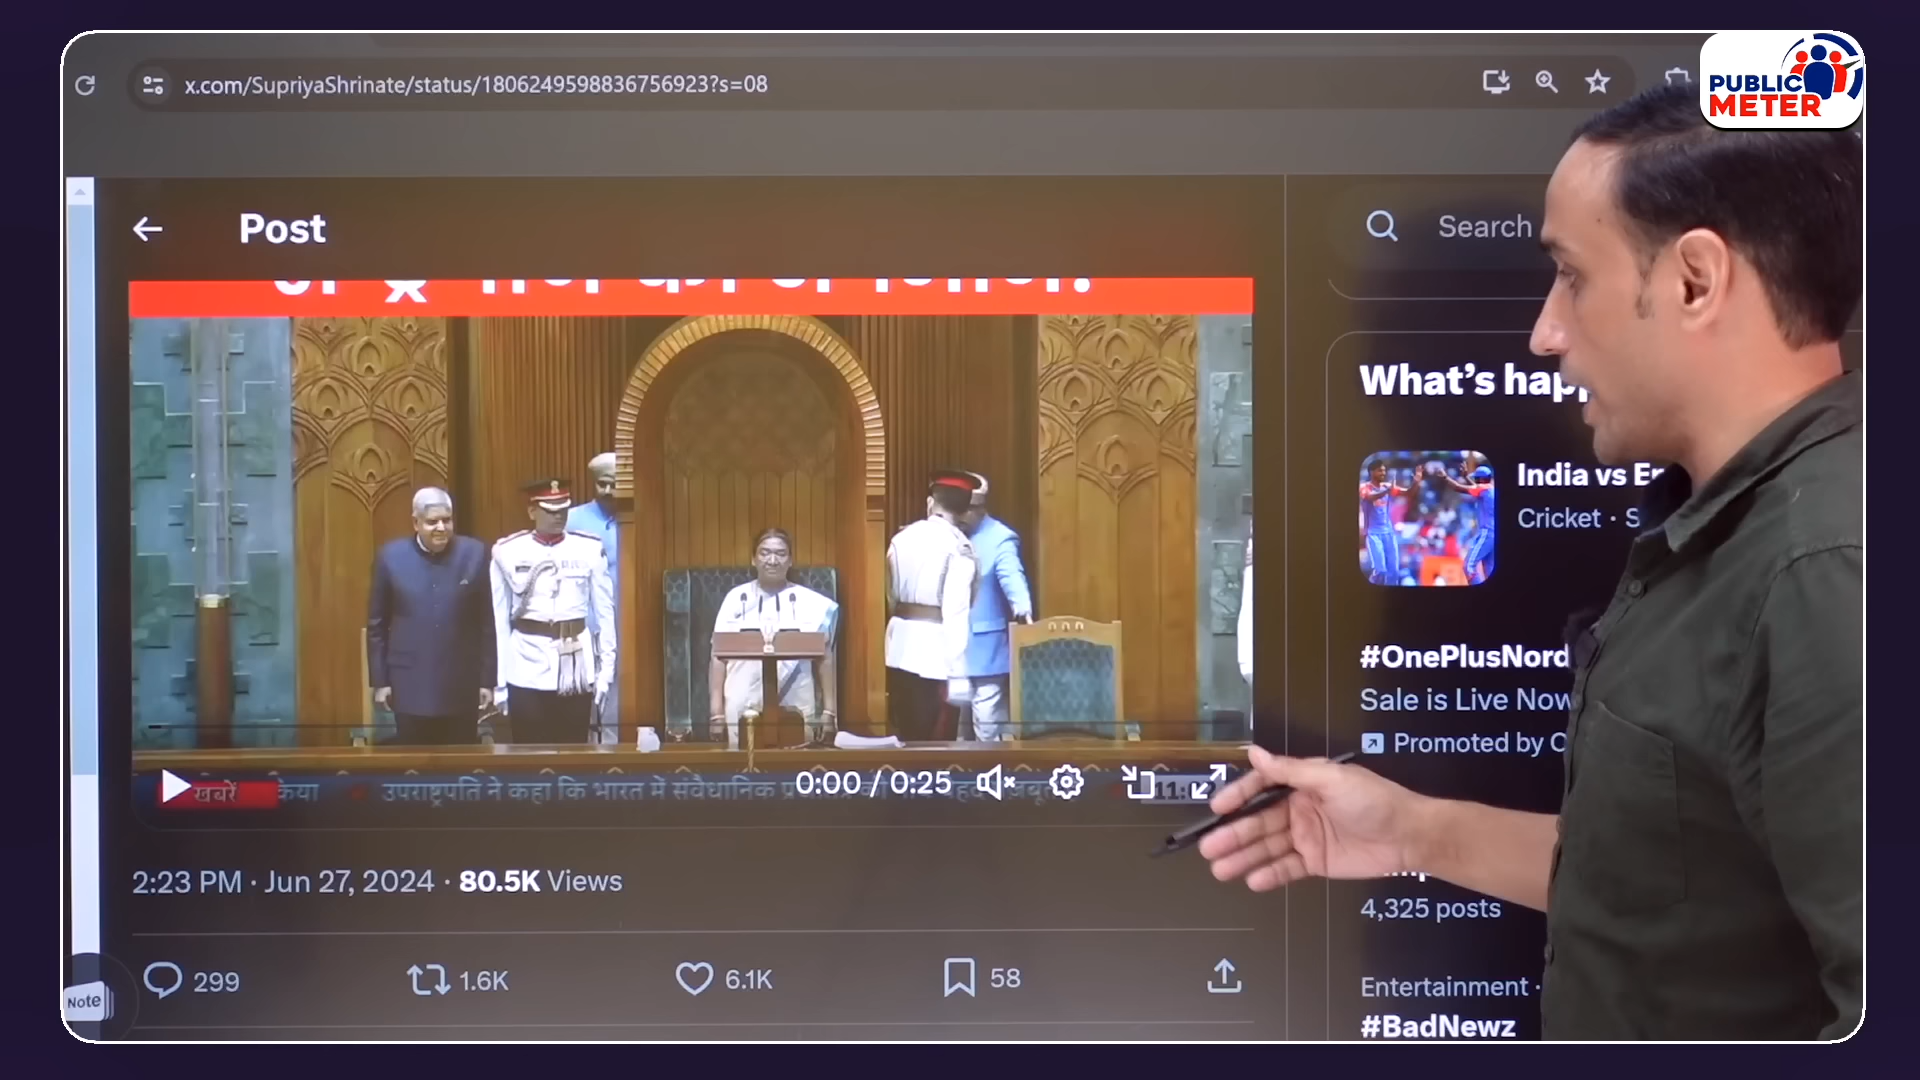 PUBLIC
METER
x.com/SupriyaShrinate/status/1806249598836756923?s=08
Post
Search
What's hap
India vs
Cricket · S
#OnePlusNord
Sale is Live Now
Promoted by
खबरें
किया
उपराष्ट्रपति ने कहा कि भारत में संवैधानिक
0:00 / 0:25
2:23 PM · Jun 27, 2024 · 80.5K Views
4,325 posts
299
1.6K
6.1K
58
Entertainment ·
#BadNewz
Note